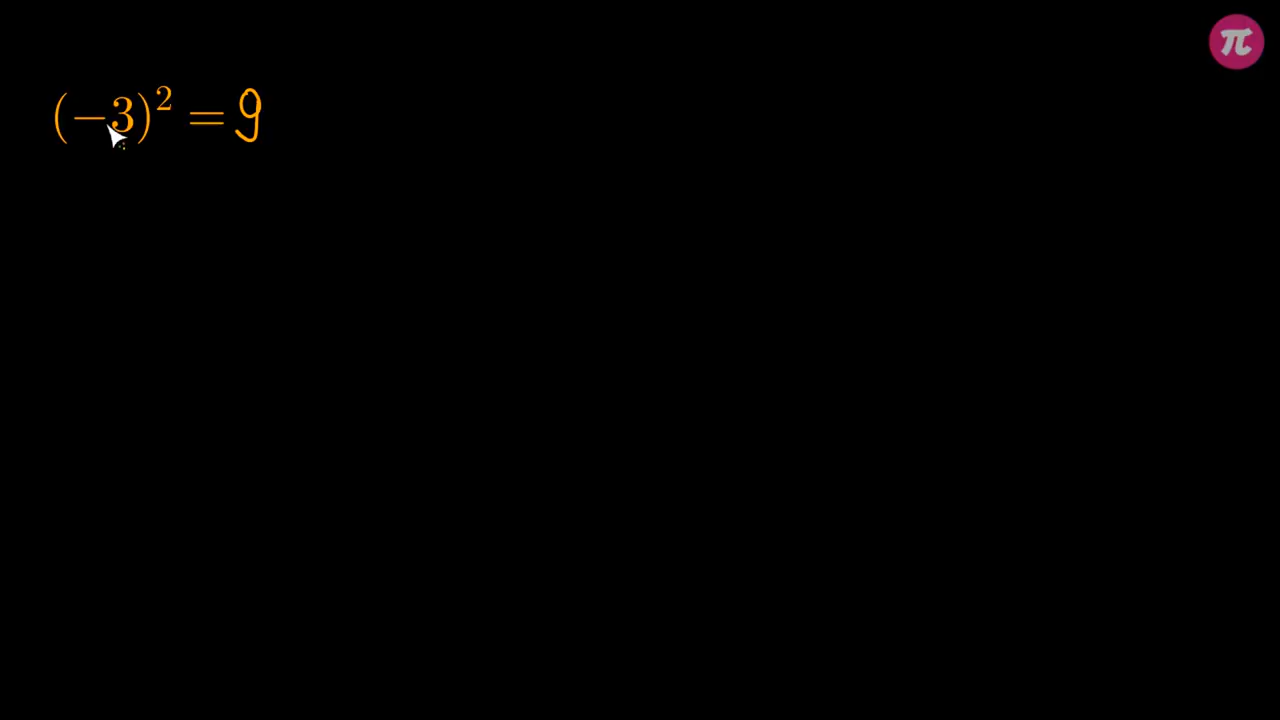 π
(−3)² = 9